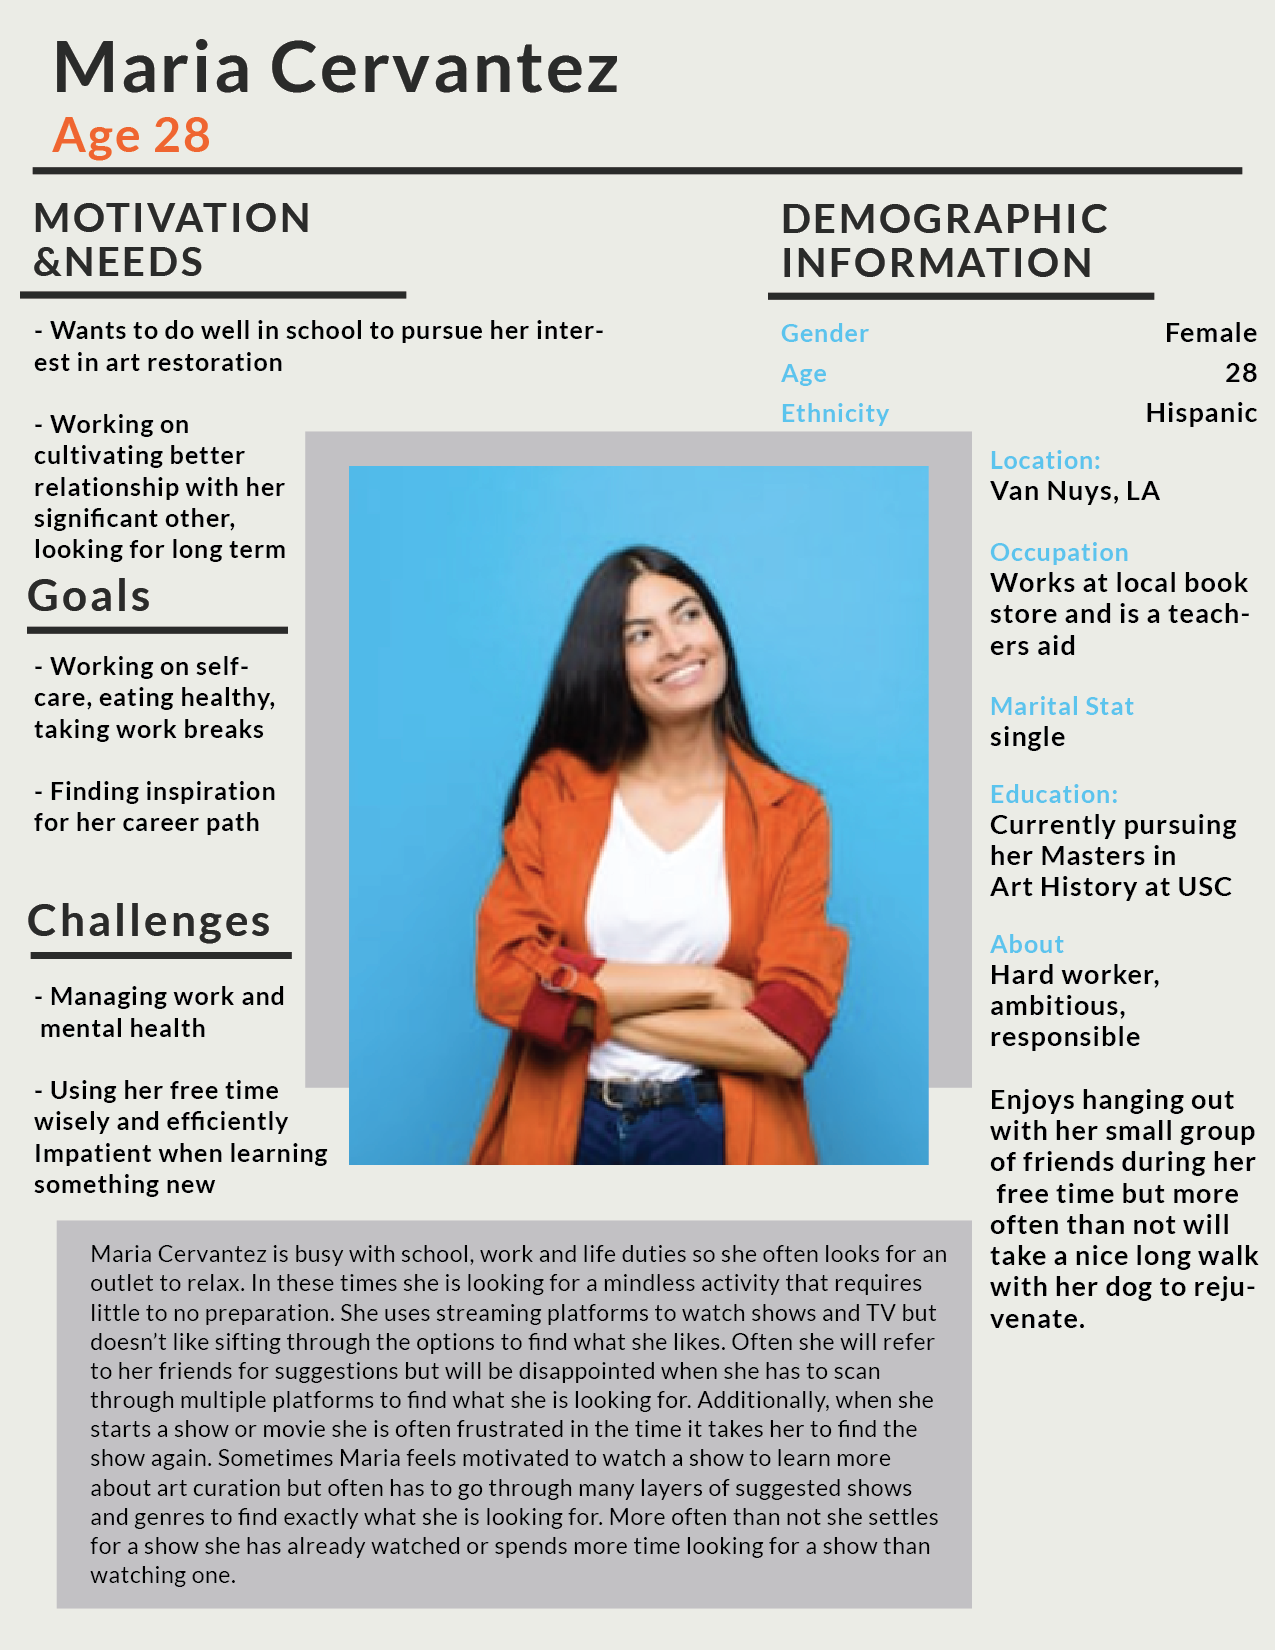 Maria Cervantez
Age 28
MOTIVATION
&NEEDS
- Wants to do well in school to pursue her inter-
est in art restoration
- Working on
cultivating better
relationship with her
significant other,
looking for long term
Goals
- Working on self-
care, eating healthy,
taking work breaks
- Finding inspiration
for her career path
Challenges
- Managing work and
mental health
- Using her free time
wisely and efficiently
Impatient when learning
something new
DEMOGRAPHIC
INFORMATION
Gender Female
Age 28
Ethnicity Hispanic
Location:
Van Nuys, LA
Occupation
Works at local book
store and is a teach-
ers aid
Marital Stat
single
Education:
Currently pursuing
her Masters in
Art History at USC
About
Hard worker,
ambitious,
responsible
Enjoys hanging out
with her small group
of friends during her
free time but more
often than not will
take a nice long walk
with her dog to reju-
venate.
Maria Cervantez is busy with school, work and life duties so she often looks for an
outlet to relax. In these times she is looking for a mindless activity that requires
little to no preparation. She uses streaming platforms to watch shows and TV but
doesn’t like sifting through the options to find what she likes. Often she will refer
to her friends for suggestions but will be disappointed when she has to scan
through multiple platforms to find what she is looking for. Additionally, when she
starts a show or movie she is often frustrated in the time it takes her to find the
show again. Sometimes Maria feels motivated to watch a show to learn more
about art curation but often has to go through many layers of suggested shows
and genres to find exactly what she is looking for. More often than not she settles
for a show she has already watched or spends more time looking for a show than
watching one.